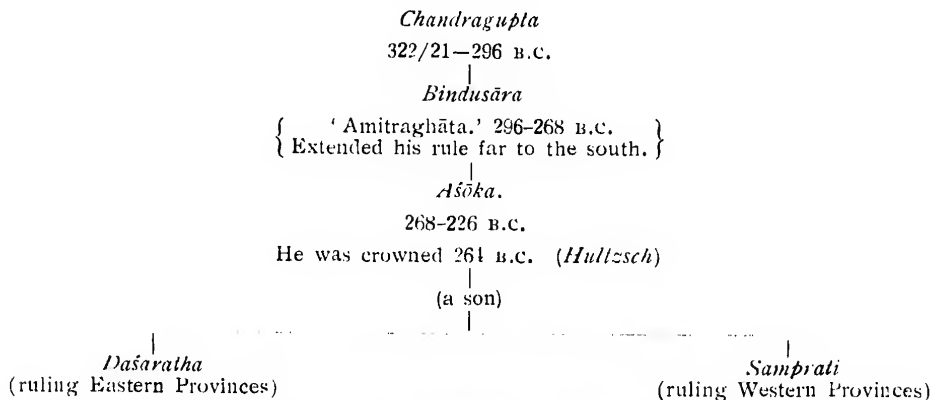 Chandragupta
322/21—296 B.C.
Bindusāra
{ 'Amitraghāta.' 296-268 B.C. }
{ Extended his rule far to the south. }
Aśōka.
268-226 B.C.
He was crowned 264 B.C. (Hultzsch)
(a son)
Daśaratha Samprati
(ruling Eastern Provinces) (ruling Western Provinces)